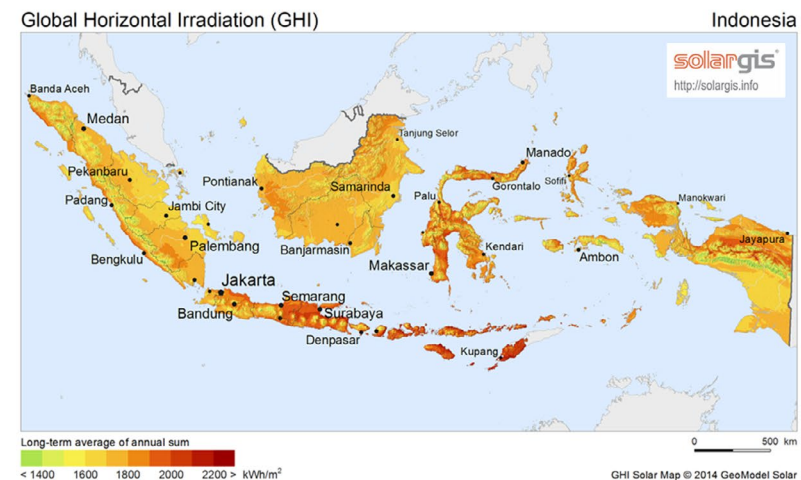 Global Horizontal Irradiation (GHI)
Indonesia
solargis
http://solargis.info
Banda Aceh
Medan
Tanjung Selor
Manado
Pekanbaru
Pontianak
Samarinda
Gorontalo
Sofifi
Padang
Palu
Manokwari
Jambi City
Palembang
Banjarmasin
Kendari
Jayapura
Bengkulu
Makassar
Ambon
Jakarta
Semarang
Bandung
Surabaya
Denpasar
Kupang
Long-term average of annual sum
< 1400 1600 1800 2000 2200 > kWh/m²
0 500 km
GHI Solar Map © 2014 GeoModel Solar